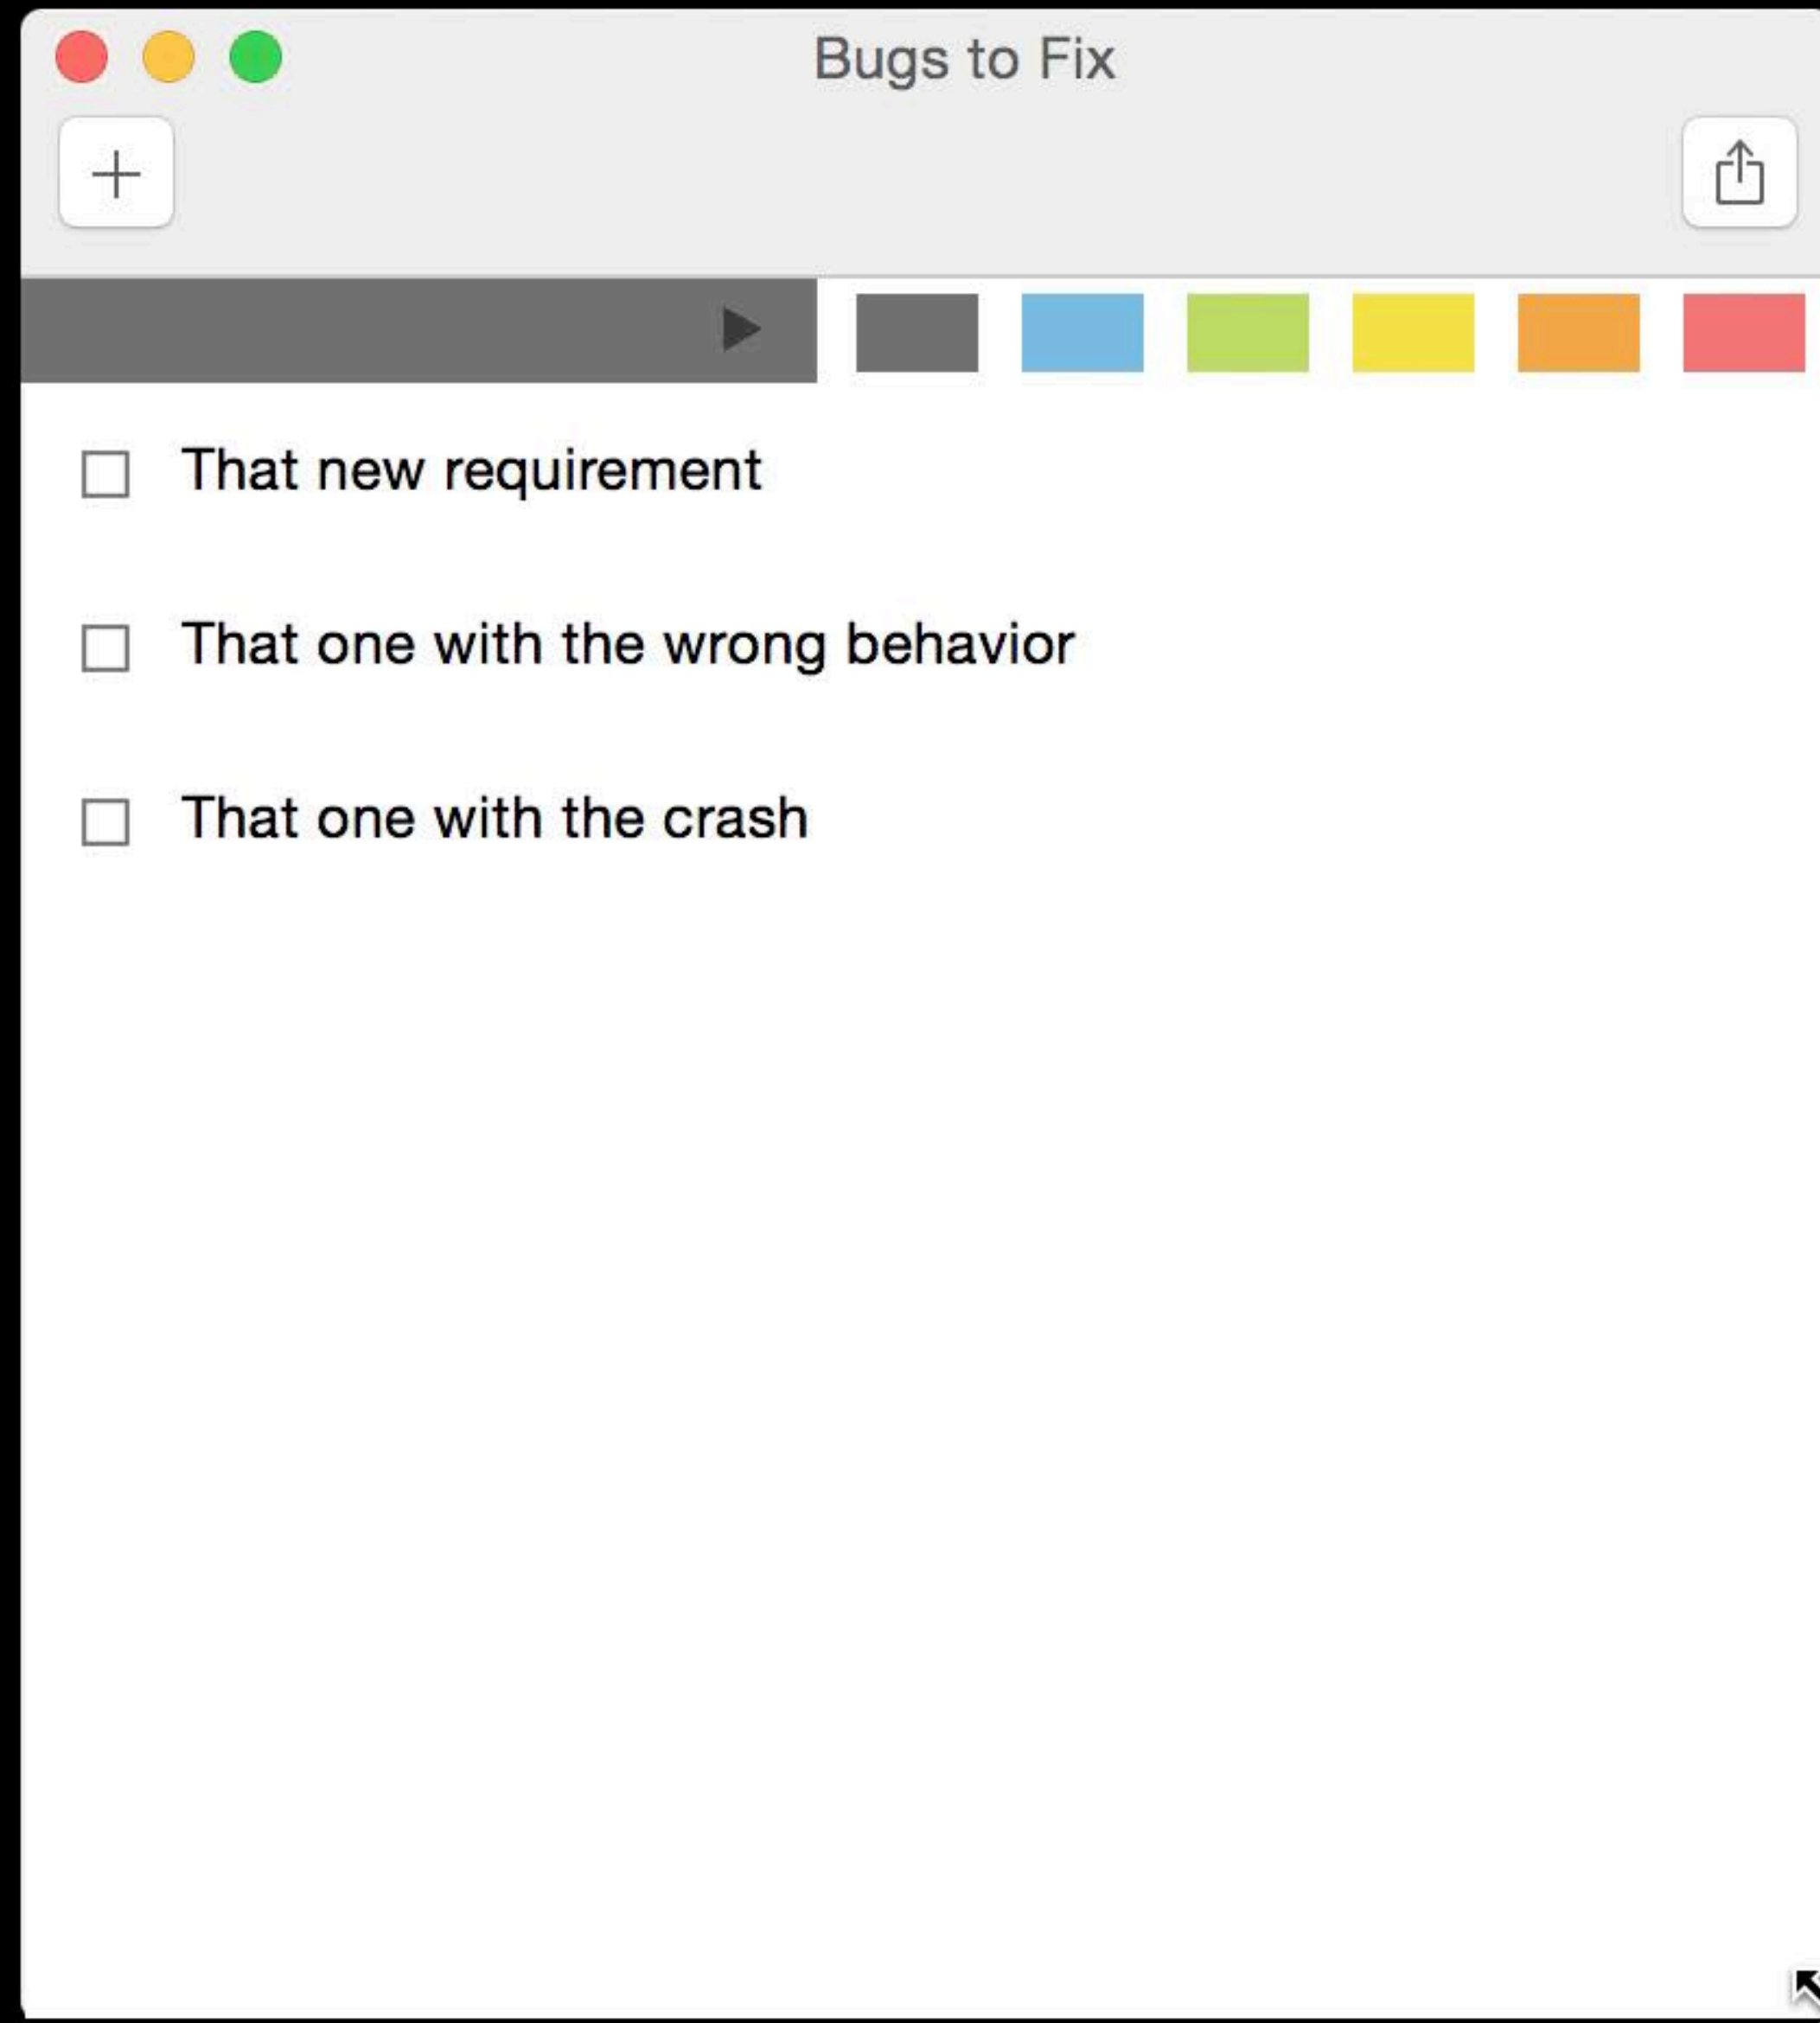 Bugs to Fix
That new requirement
That one with the wrong behavior
That one with the crash